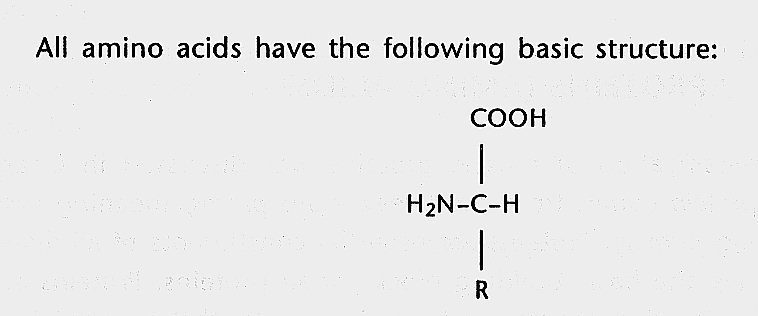 All amino acids have the following basic structure:
COOH
|
H₂N–C–H
|
R